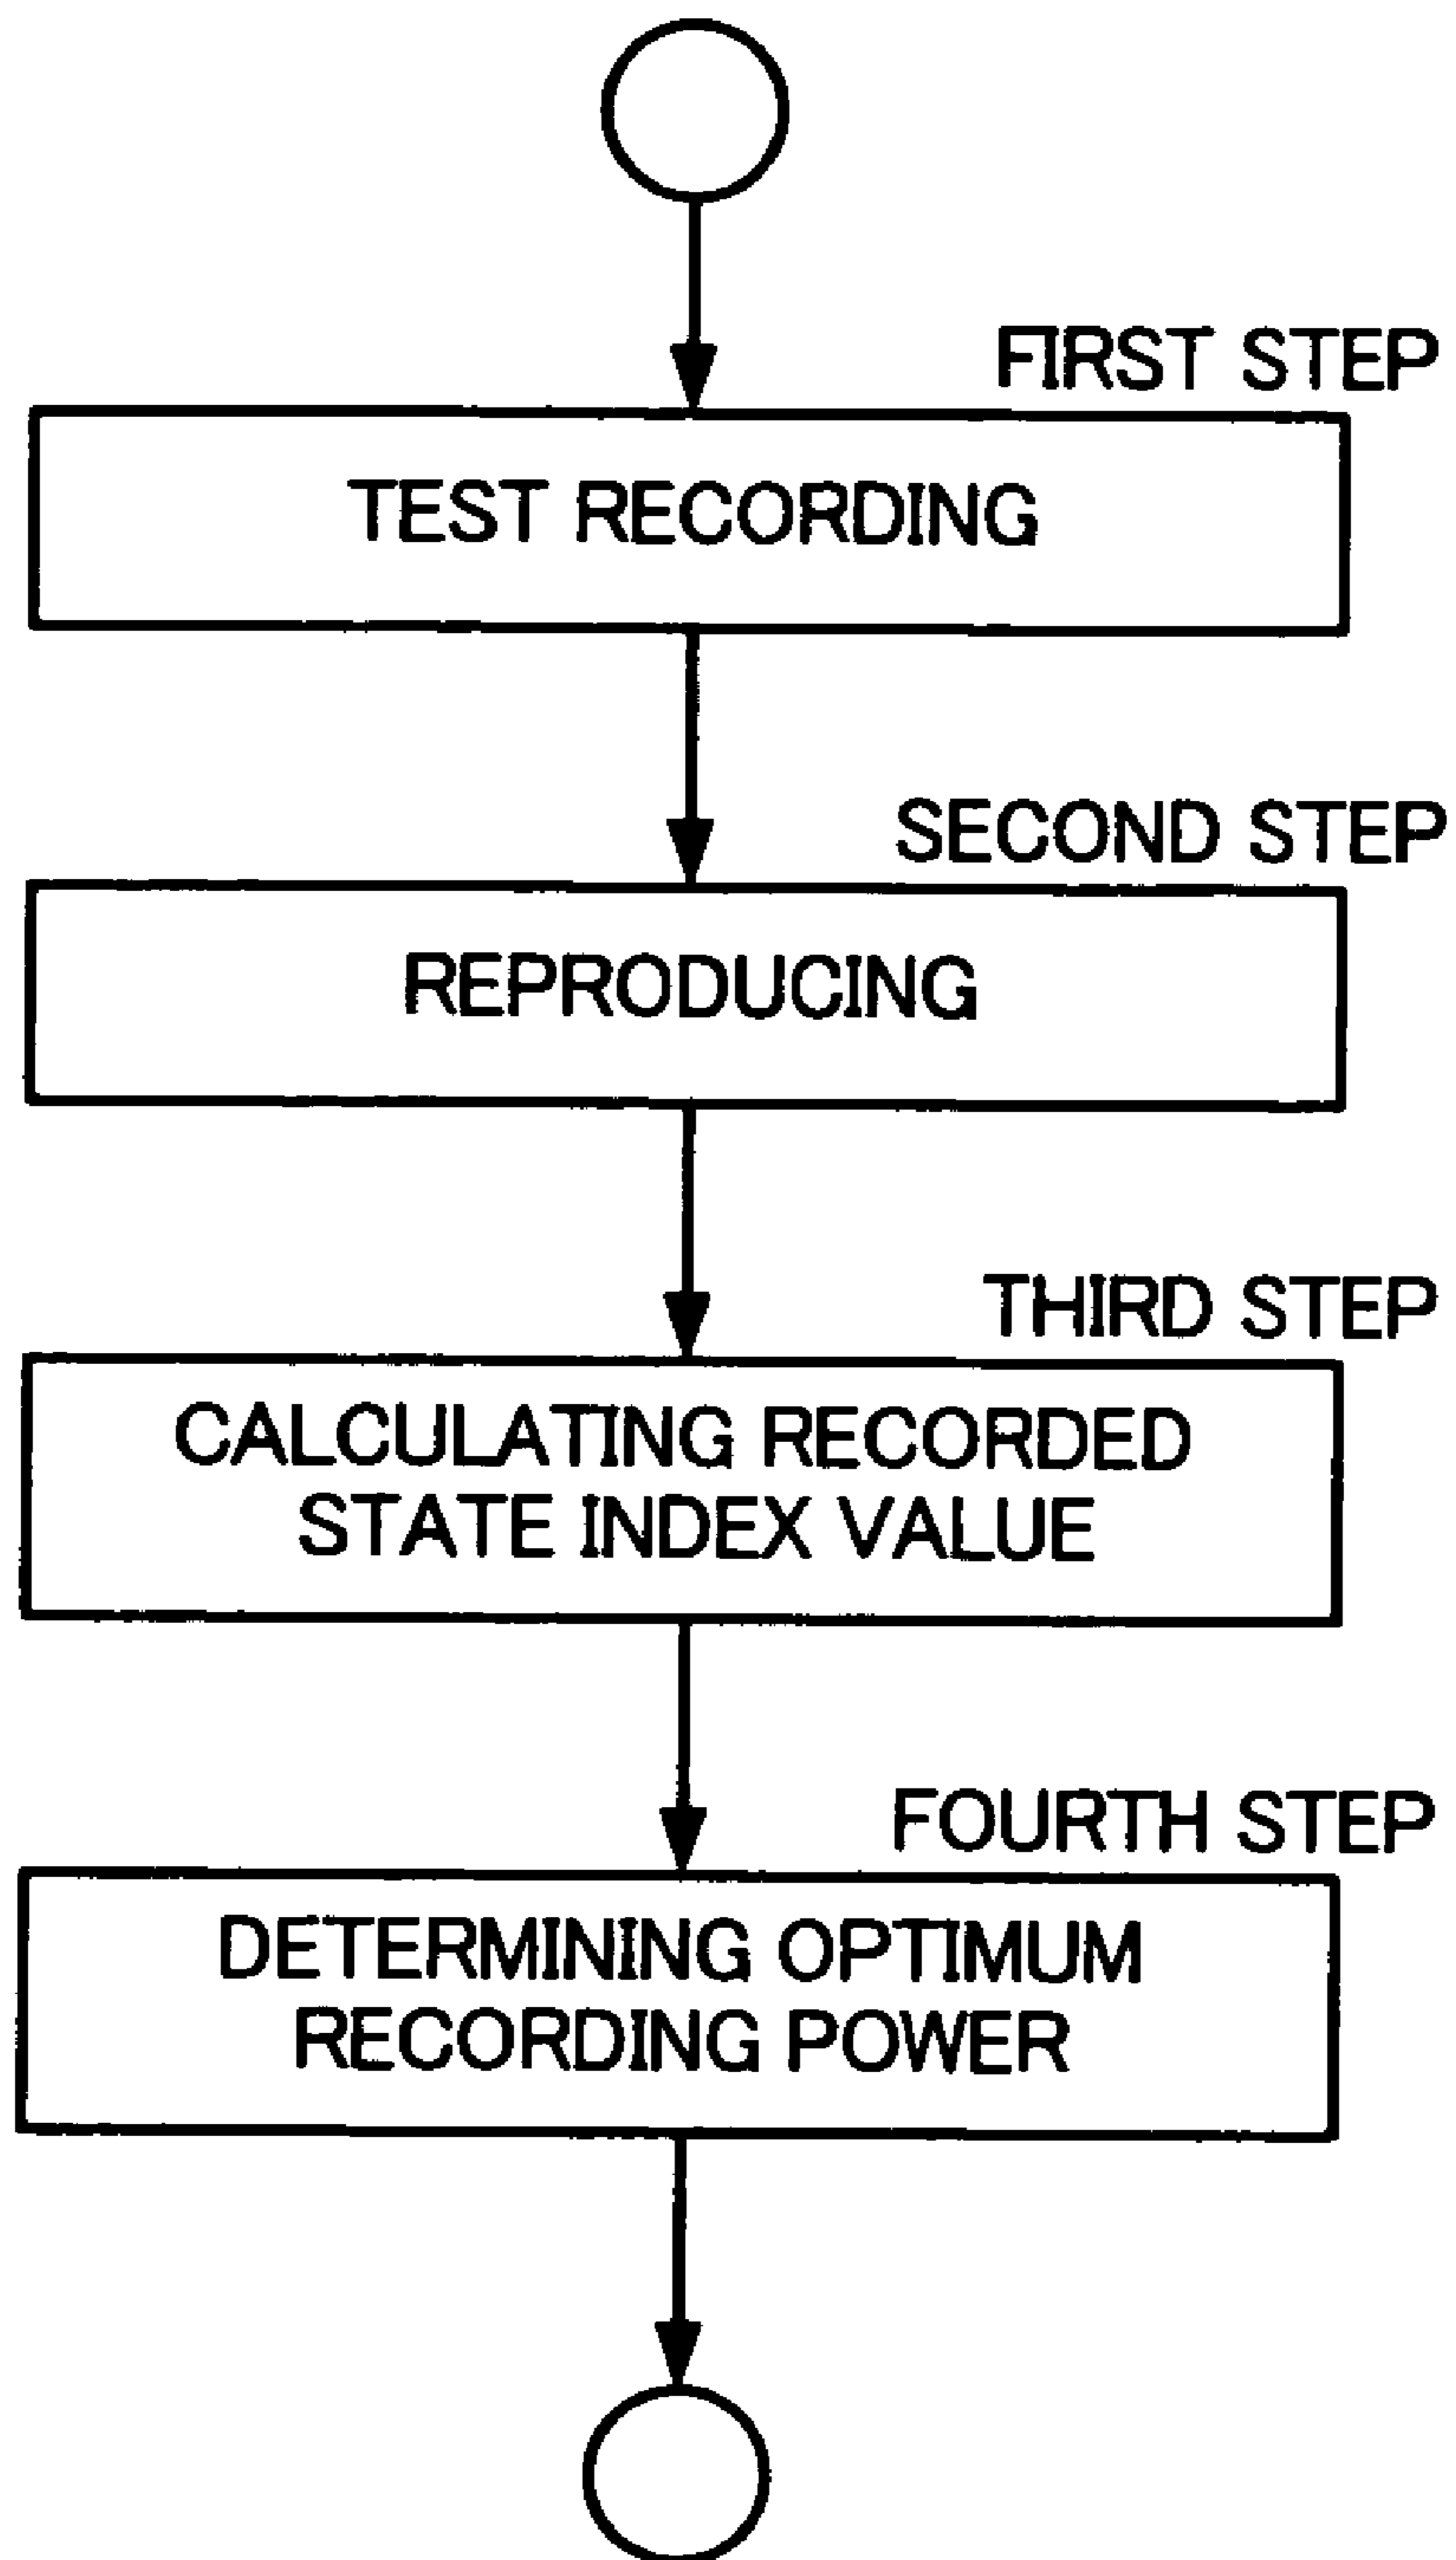 FIRST STEP
TEST RECORDING
SECOND STEP
REPRODUCING
THIRD STEP
CALCULATING RECORDED
STATE INDEX VALUE
FOURTH STEP
DETERMINING OPTIMUM
RECORDING POWER